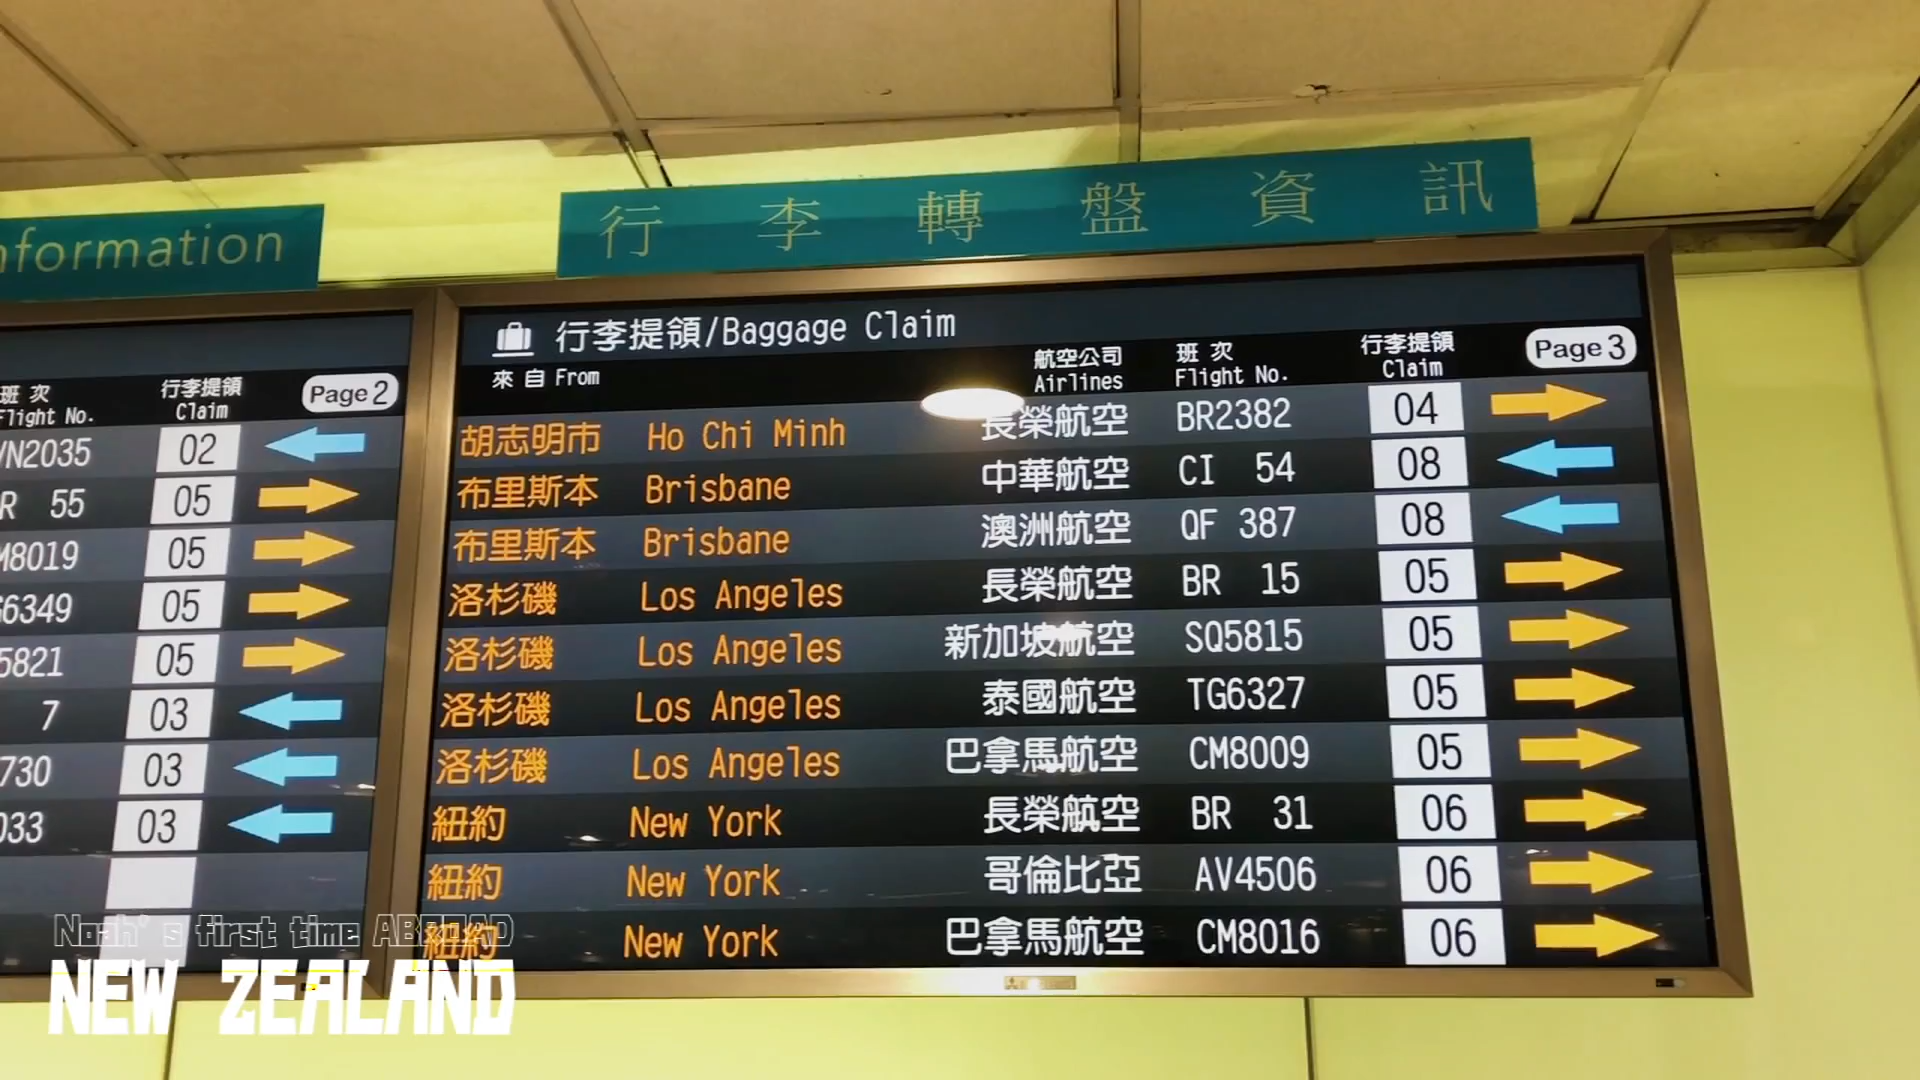 nformation
行李轉盤資訊
班次 行李提領 Page 2
Flight No. Claim
VN2035 02
R 55 05
M8019 05
G6349 05
5821 05
7 03
730 03
033 03
行李提領/Baggage Claim
來自 From 航空公司 Airlines 班次 Flight No. 行李提領 Claim Page 3
胡志明市 Ho Chi Minh 長榮航空 BR2382 04
布里斯本 Brisbane 中華航空 CI 54 08
布里斯本 Brisbane 澳洲航空 QF 387 08
洛杉磯 Los Angeles 長榮航空 BR 15 05
洛杉磯 Los Angeles 新加坡航空 SQ5815 05
洛杉磯 Los Angeles 泰國航空 TG6327 05
洛杉磯 Los Angeles 巴拿馬航空 CM8009 05
紐約 New York 長榮航空 BR 31 06
紐約 New York 哥倫比亞 AV4506 06
紐約 New York 巴拿馬航空 CM8016 06
Noah's first time ABROAD
NEW ZEALAND